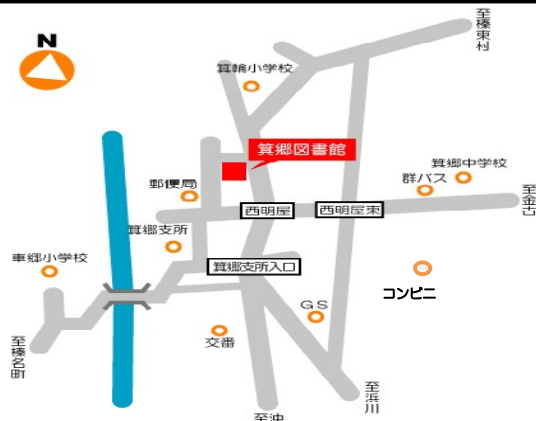 N
至榛東村
箕輪小学校
箕郷図書館
箕郷中学校
群バス
郵便局
至金古
西明屋
西明屋東
箕郷支所
箕郷支所入口
車郷小学校
コンビニ
GS
交番
至榛名町
至浜川
至沖